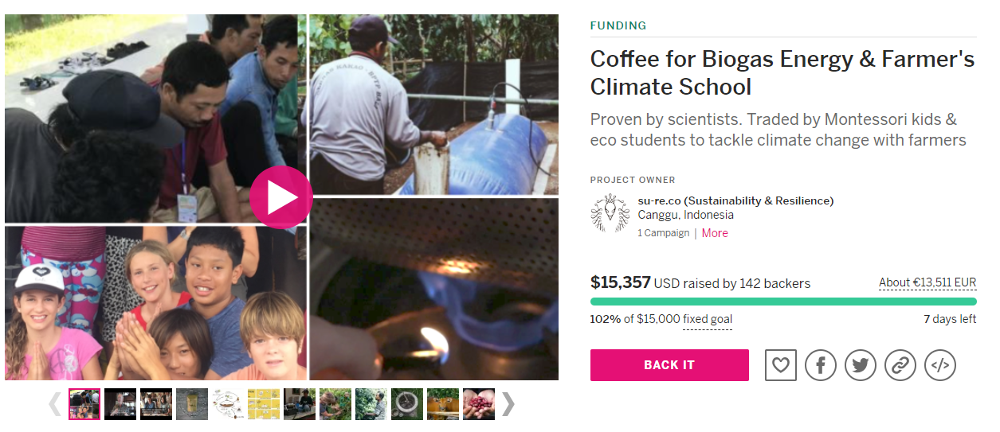 FUNDING
Coffee for Biogas Energy & Farmer's
Climate School
Proven by scientists. Traded by Montessori kids &
eco students to tackle climate change with farmers
PROJECT OWNER
su-re.co (Sustainability & Resilience)
Canggu, Indonesia
1 Campaign | More
$15,357 USD raised by 142 backers
About €13,511 EUR
102% of $15,000 fixed goal
7 days left
BACK IT